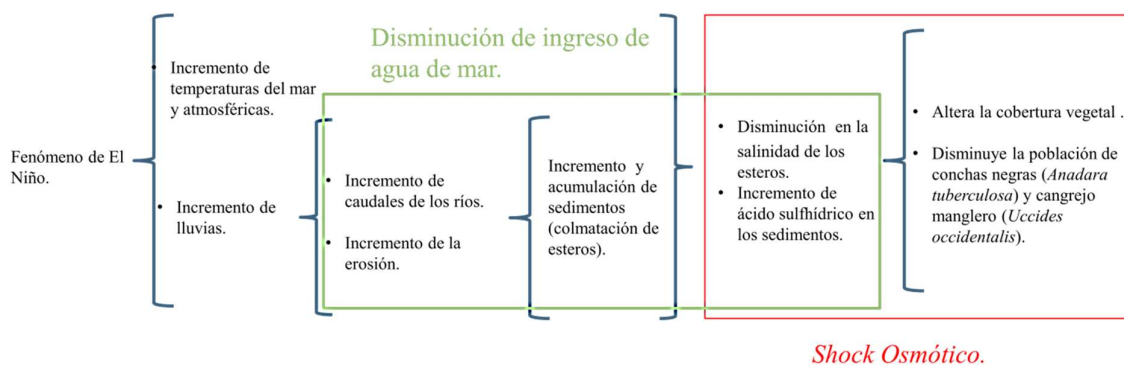 Disminución de ingreso de
agua de mar.
Fenómeno de El
Niño.
• Incremento de
temperaturas del mar
y atmosféricas.
• Incremento de
lluvias.
• Incremento de
caudales de los ríos.
• Incremento de la
erosión.
Incremento y
acumulación de
sedimentos
(colmatación de
esteros).
• Disminución en la
salinidad de los
esteros.
• Incremento de
ácido sulfhídrico en
los sedimentos.
• Altera la cobertura vegetal .
• Disminuye la población de
conchas negras (Anadara
tuberculosa) y cangrejo
manglero (Uccides
occidentalis).
Shock Osmótico.